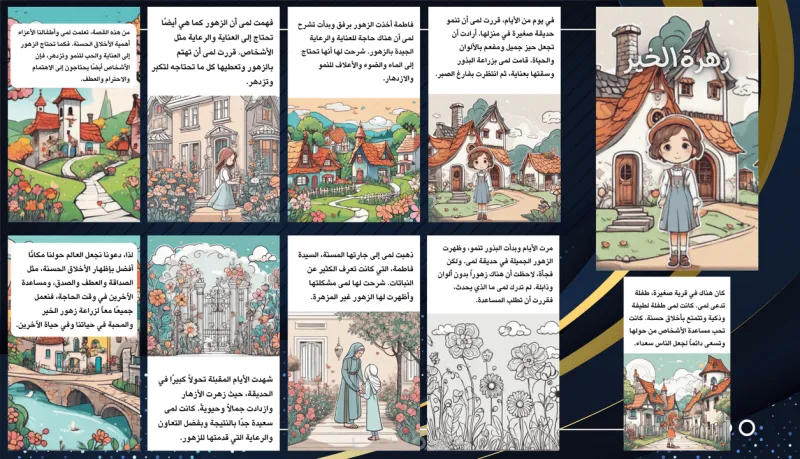 زهرة الخير
كان هناك في قرية صغيرة، طفلة
تدعى لمى. كانت لمى طفلة لطيفة
وذكية وتتمتع بأخلاق حسنة. كانت
تحب مساعدة الأشخاص من حولها
وتسعى دائماً لجعل الناس سعداء.
في يوم من الأيام، قررت لمى أن تنمو
حديقة صغيرة في منزلها. أرادت أن
تجعل حيز جميل ومفعم بالألوان
والحياة. قامت لمى بزراعة البذور
وسقتها بعناية، ثم انتظرت بفارغ الصبر.
مرت الأيام وبدأت البذور تنمو، وظهرت
الزهور الجميلة في حديقة لمى. ولكن
فجأة، لاحظت أن هناك زهوراً بدون ألوان
وذابلة. لم تدرك لمى ما الذي يحدث،
فقررت أن تطلب المساعدة.
ذهبت لمى إلى جارتها المسنة، السيدة
فاطمة، التي كانت تعرف الكثير عن
النباتات. شرحت لها لمى مشكلتها
وأظهرت لها الزهور غير المزهرة.
فاطمة أخذت الزهور برفق وبدأت تشرح
لمى أن هناك حاجة للعناية والرعاية
الجيدة بالزهور. شرحت لها أنها تحتاج
إلى الماء والضوء والأعلاف للنمو
والازدهار.
فهمت لمى أن الزهور كما هي أيضًا
تحتاج إلى العناية والرعاية مثل
الأشخاص. قررت لمى أن تهتم
بالزهور وتعطيها كل ما تحتاجه لتكبر
وتزدهر.
شهدت الأيام المقبلة تحولاً كبيرًا في
الحديقة، حيث زهرت الأزهار
وازدادت جمالاً وحيوية. كانت لمى
سعيدة جدًا بالنتيجة وبفضل التعاون
والرعاية التي قدمتها للزهور.
من هذه القصة، تعلمت لمى وأطفالنا الأعزاء
أهمية الأخلاق الحسنة. فكما تحتاج الزهور
إلى العناية والحب للنمو وتزدهر، فإن
الأشخاص أيضًا يحتاجون إلى الاهتمام
والاحترام والعطف.
لذا، دعونا نجعل العالم حولنا مكانًا
أفضل بإظهار الأخلاق الحسنة، مثل
الصداقة والعطف والصدق، ومساعدة
الآخرين في وقت الحاجة، فنعمل
جميعًا معاً لزراعة زهور الخير
والمحبة في حياتنا وفي حياة الآخرين.